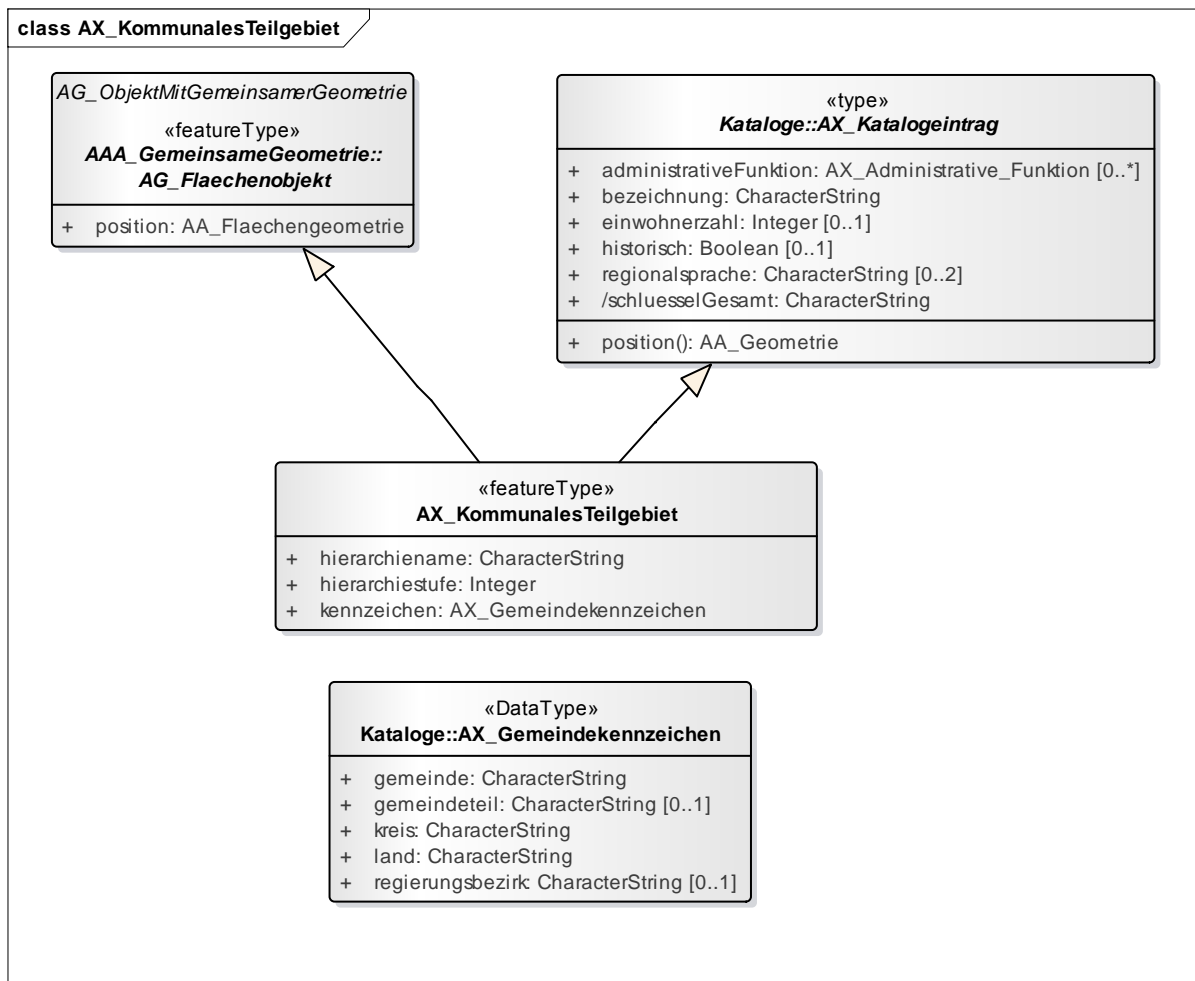 class AX_KommunalesTeilgebiet
AG_ObjektMitGemeinsamerGeometrie
«featureType»
AAA_GemeinsameGeometrie::
AG_Flaechenobjekt
+ position: AA_Flaechengeometrie
«type»
Kataloge::AX_Katalogeintrag
+ administrativeFunktion: AX_Administrative_Funktion [0..*]
+ bezeichnung: CharacterString
+ einwohnerzahl: Integer [0..1]
+ historisch: Boolean [0..1]
+ regionalsprache: CharacterString [0..2]
+ /schluesselGesamt: CharacterString
+ position(): AA_Geometrie
«featureType»
AX_KommunalesTeilgebiet
+ hierarchiename: CharacterString
+ hierarchiestufe: Integer
+ kennzeichen: AX_Gemeindekennzeichen
«DataType»
Kataloge::AX_Gemeindekennzeichen
+ gemeinde: CharacterString
+ gemeindeteil: CharacterString [0..1]
+ kreis: CharacterString
+ land: CharacterString
+ regierungsbezirk: CharacterString [0..1]